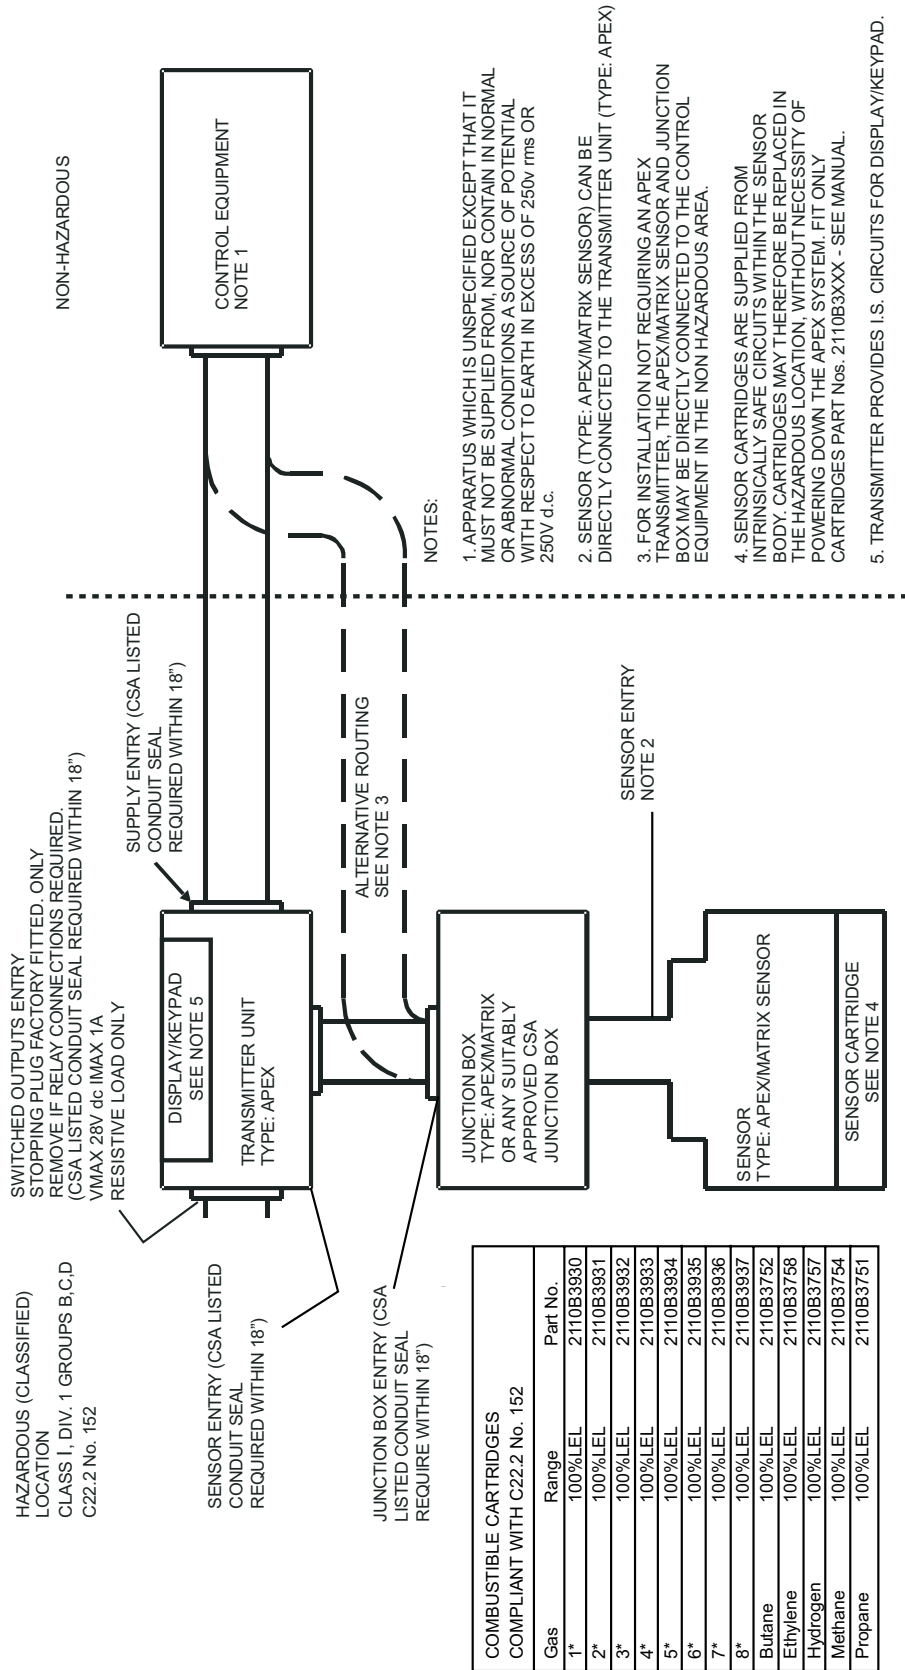 HAZARDOUS (CLASSIFIED)
LOCATION
CLASS I, DIV. 1 GROUPS B,C,D
C22.2 No. 152
NON-HAZARDOUS
SWITCHED OUTPUTS ENTRY
STOPPING PLUG FACTORY FITTED. ONLY
REMOVE IF RELAY CONNECTIONS REQUIRED.
(CSA LISTED CONDUIT SEAL REQUIRED WITHIN 18")
VMAX 28V dc IMAX 1A
RESISTIVE LOAD ONLY
SUPPLY ENTRY (CSA LISTED
CONDUIT SEAL
REQUIRED WITHIN 18")
DISPLAY/KEYPAD
SEE NOTE 5
TRANSMITTER UNIT
TYPE: APEX
CONTROL EQUIPMENT
NOTE 1
SENSOR ENTRY (CSA LISTED
CONDUIT SEAL
REQUIRED WITHIN 18")
ALTERNATIVE ROUTING
SEE NOTE 3
JUNCTION BOX ENTRY (CSA
LISTED CONDUIT SEAL
REQUIRE WITHIN 18")
JUNCTION BOX
TYPE: APEX/MATRIX
OR ANY SUITABLY
APPROVED CSA
JUNCTION BOX
SENSOR ENTRY
NOTE 2
SENSOR
TYPE: APEX/MATRIX SENSOR
SENSOR CARTRIDGE
SEE NOTE 4
NOTES:
1. APPARATUS WHICH IS UNSPECIFIED EXCEPT THAT IT
MUST NOT BE SUPPLIED FROM, NOR CONTAIN IN NORMAL
OR ABNORMAL CONDITIONS A SOURCE OF POTENTIAL
WITH RESPECT TO EARTH IN EXCESS OF 250v rms OR
250V d.c.
2. SENSOR (TYPE: APEX/MATRIX SENSOR) CAN BE
DIRECTLY CONNECTED TO THE TRANSMITTER UNIT (TYPE: APEX)
3. FOR INSTALLATION NOT REQUIRING AN APEX
TRANSMITTER, THE APEX/MATRIX SENSOR AND JUNCTION
BOX MAY BE DIRECTLY CONNECTED TO THE CONTROL
EQUIPMENT IN THE NON HAZARDOUS AREA.
4. SENSOR CARTRIDGES ARE SUPPLIED FROM
INTRINSICALLY SAFE CIRCUITS WITHIN THE SENSOR
BODY. CARTRIDGES MAY THEREFORE BE REPLACED IN
THE HAZARDOUS LOCATION, WITHOUT NECESSITY OF
POWERING DOWN THE APEX SYSTEM. FIT ONLY
CARTRIDGES PART Nos. 2110B3XXX - SEE MANUAL.
5. TRANSMITTER PROVIDES I.S. CIRCUITS FOR DISPLAY/KEYPAD.
COMBUSTIBLE CARTRIDGES
COMPLIANT WITH C22.2 No. 152
Gas Range Part No.
1* 100%LEL 2110B3930
2* 100%LEL 2110B3931
3* 100%LEL 2110B3932
4* 100%LEL 2110B3933
5* 100%LEL 2110B3934
6* 100%LEL 2110B3935
7* 100%LEL 2110B3936
8* 100%LEL 2110B3937
Butane 100%LEL 2110B3752
Ethylene 100%LEL 2110B3758
Hydrogen 100%LEL 2110B3757
Methane 100%LEL 2110B3754
Propane 100%LEL 2110B3751